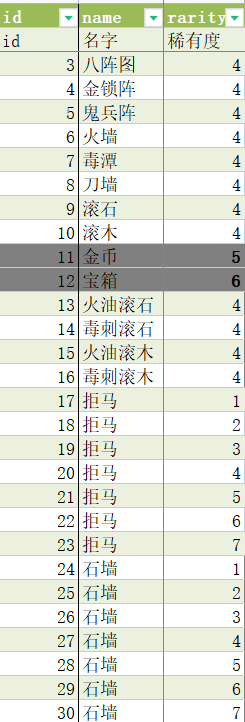 id name rarity
id 名字 稀有度
3 八阵图 4
4 金锁阵 4
5 鬼兵阵 4
6 火墙 4
7 毒潭 4
8 刀墙 4
9 滚石 4
10 滚木 4
11 金币 5
12 宝箱 6
13 火油滚石 4
14 毒刺滚石 4
15 火油滚木 4
16 毒刺滚木 4
17 拒马 1
18 拒马 2
19 拒马 3
20 拒马 4
21 拒马 5
22 拒马 6
23 拒马 7
24 石墙 1
25 石墙 2
26 石墙 3
27 石墙 4
28 石墙 5
29 石墙 6
30 石墙 7